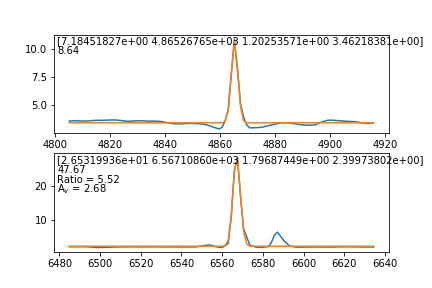 [7.18451827e+00 4.86526765e+03 1.20253571e+00 3.46218381e+00]
8.64
10.0
7.5
5.0
4800 4820 4840 4860 4880 4900 4920
[2.65319936e+01 6.56710860e+03 1.79687449e+00 2.39973802e+00]
47.67
Ratio = 5.52
Av = 2.68
20
10
6480 6500 6520 6540 6560 6580 6600 6620 6640